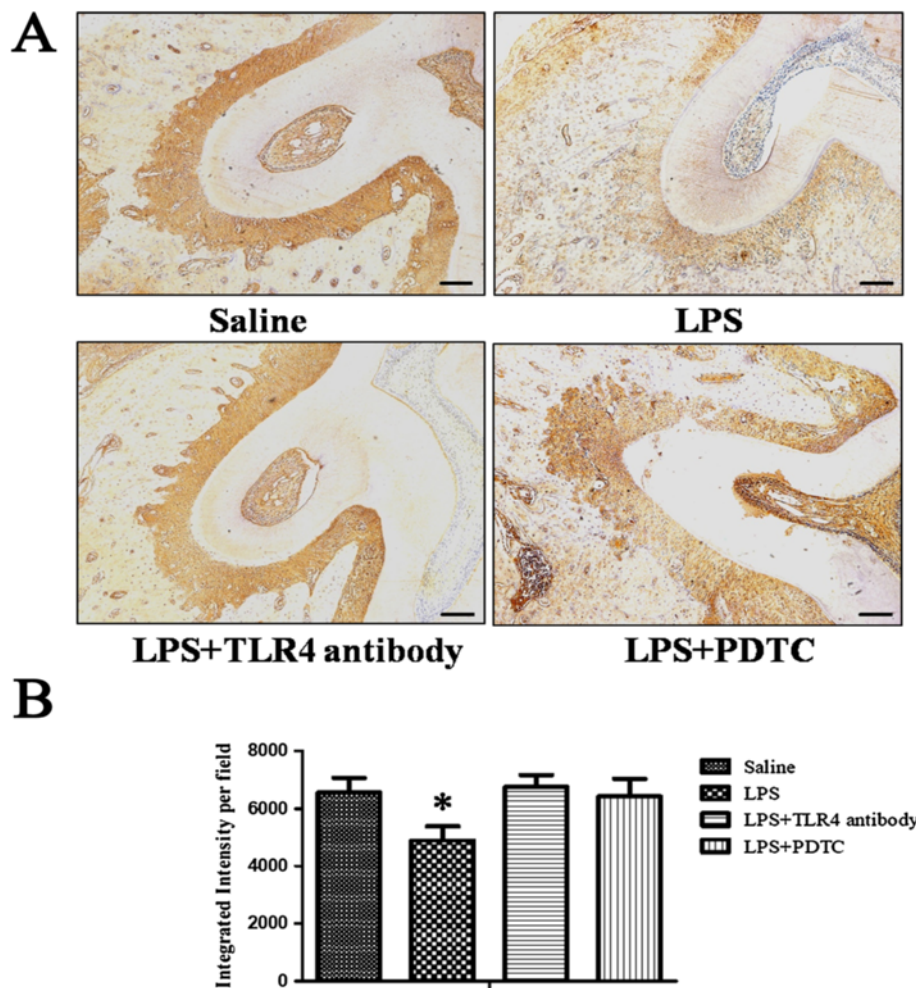 A
Saline
LPS
LPS+TLR4 antibody
LPS+PDTC
B
Integrated Intensity per field
8000
6000
4000
2000
0
*
Saline
LPS
LPS+TLR4 antibody
LPS+PDTC